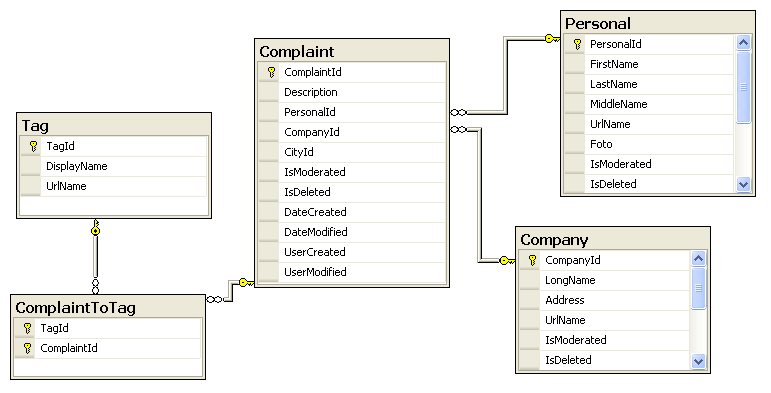 Tag
TagId
DisplayName
UrlName
ComplaintToTag
TagId
ComplaintId
Complaint
ComplaintId
Description
PersonalId
CompanyId
CityId
IsModerated
IsDeleted
DateCreated
DateModified
UserCreated
UserModified
Personal
PersonalId
FirstName
LastName
MiddleName
UrlName
Foto
IsModerated
IsDeleted
Company
CompanyId
LongName
Address
UrlName
IsModerated
IsDeleted